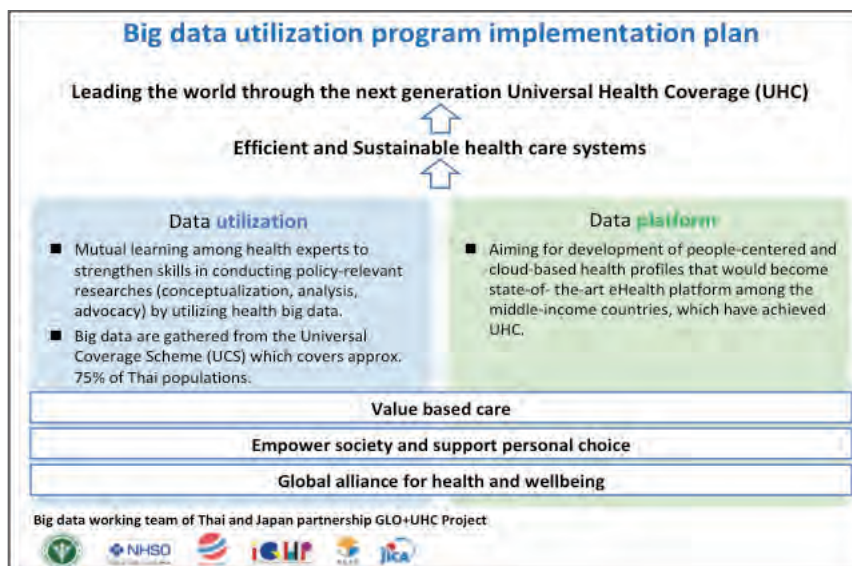 Big data utilization program implementation plan
Leading the world through the next generation Universal Health Coverage (UHC)
Efficient and Sustainable health care systems
Data utilization
■ Mutual learning among health experts to
strengthen skills in conducting policy-relevant
researches (conceptualization, analysis,
advocacy) by utilizing health big data.
■ Big data are gathered from the Universal
Coverage Scheme (UCS) which covers approx.
75% of Thai populations.
Data platform
■ Aiming for development of people-centered and
cloud-based health profiles that would become
state-of- the-art eHealth platform among the
middle-income countries, which have achieved
UHC.
Value based care
Empower society and support personal choice
Global alliance for health and wellbeing
Big data working team of Thai and Japan partnership GLO+UHC Project
NHSO
jica